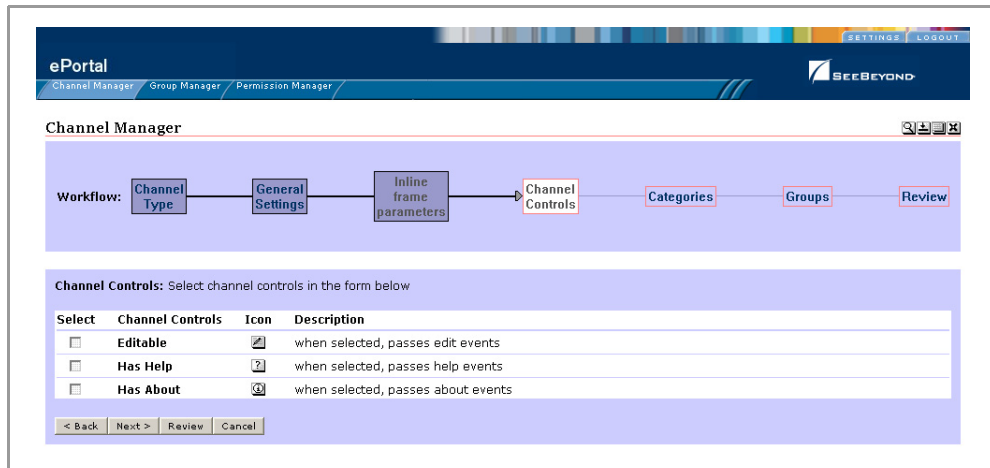 SETTINGS LOGOUT
ePortal
SEEBEYOND
Channel Manager Group Manager Permission Manager
Channel Manager
Workflow:
Channel
Type
General
Settings
Inline
frame
parameters
Channel
Controls
Categories
Groups
Review
Channel Controls: Select channel controls in the form below
Select Channel Controls Icon Description
Editable when selected, passes edit events
Has Help ? when selected, passes help events
Has About when selected, passes about events
< Back Next > Review Cancel